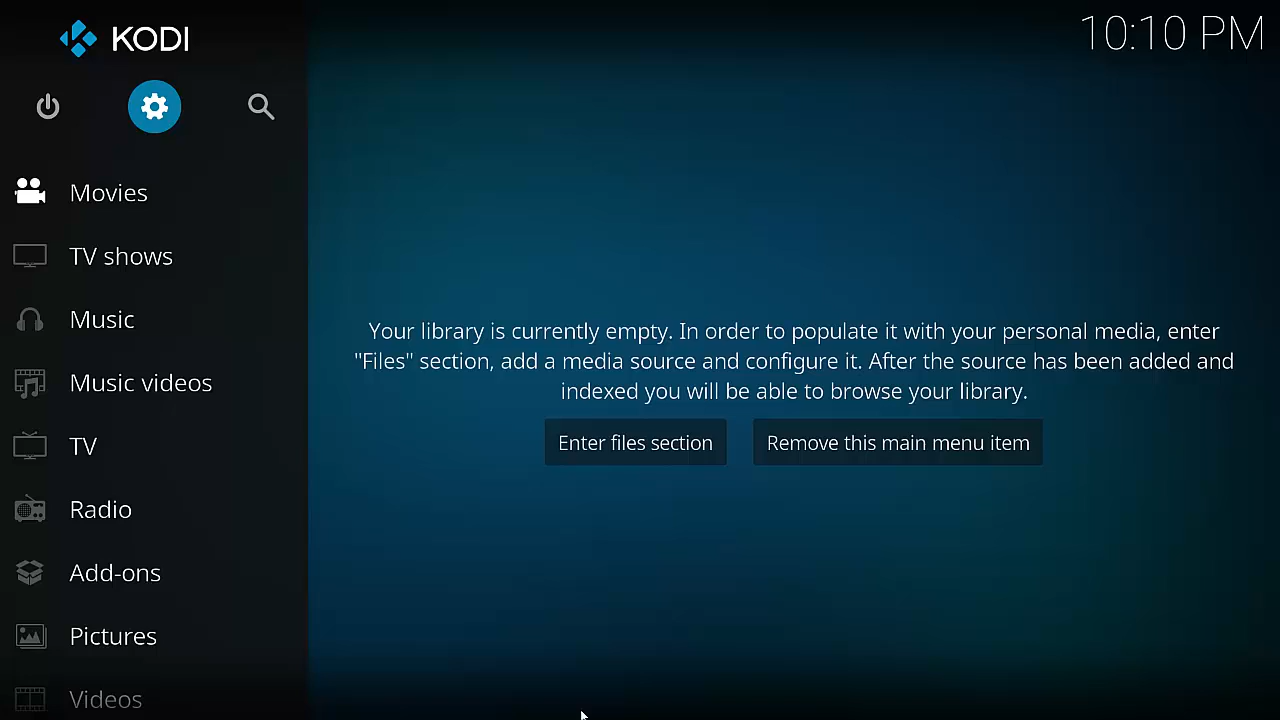 KODI
10:10 PM
Movies
TV shows
Music
Music videos
TV
Radio
Add-ons
Pictures
Videos
Your library is currently empty. In order to populate it with your personal media, enter
"Files" section, add a media source and configure it. After the source has been added and
indexed you will be able to browse your library.
Enter files section
Remove this main menu item